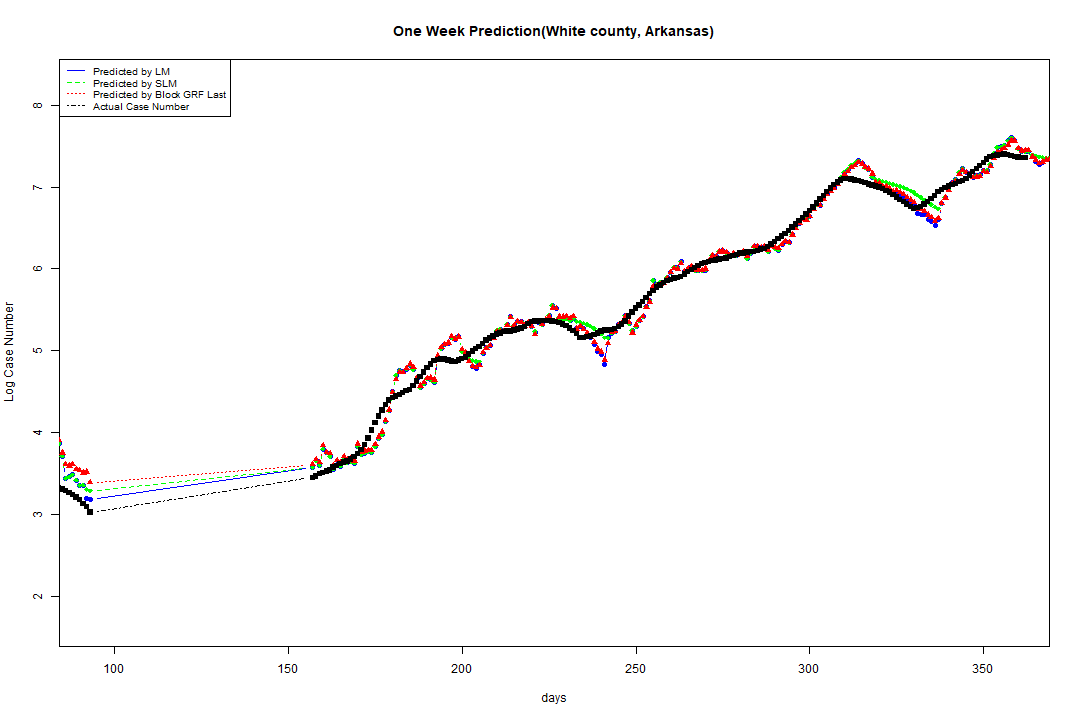 One Week Prediction(White county, Arkansas)
Predicted by LM
Predicted by SLM
Predicted by Block GRF Last
Actual Case Number
8
7
6
5
4
3
2
Log Case Number
100 150 200 250 300 350
days